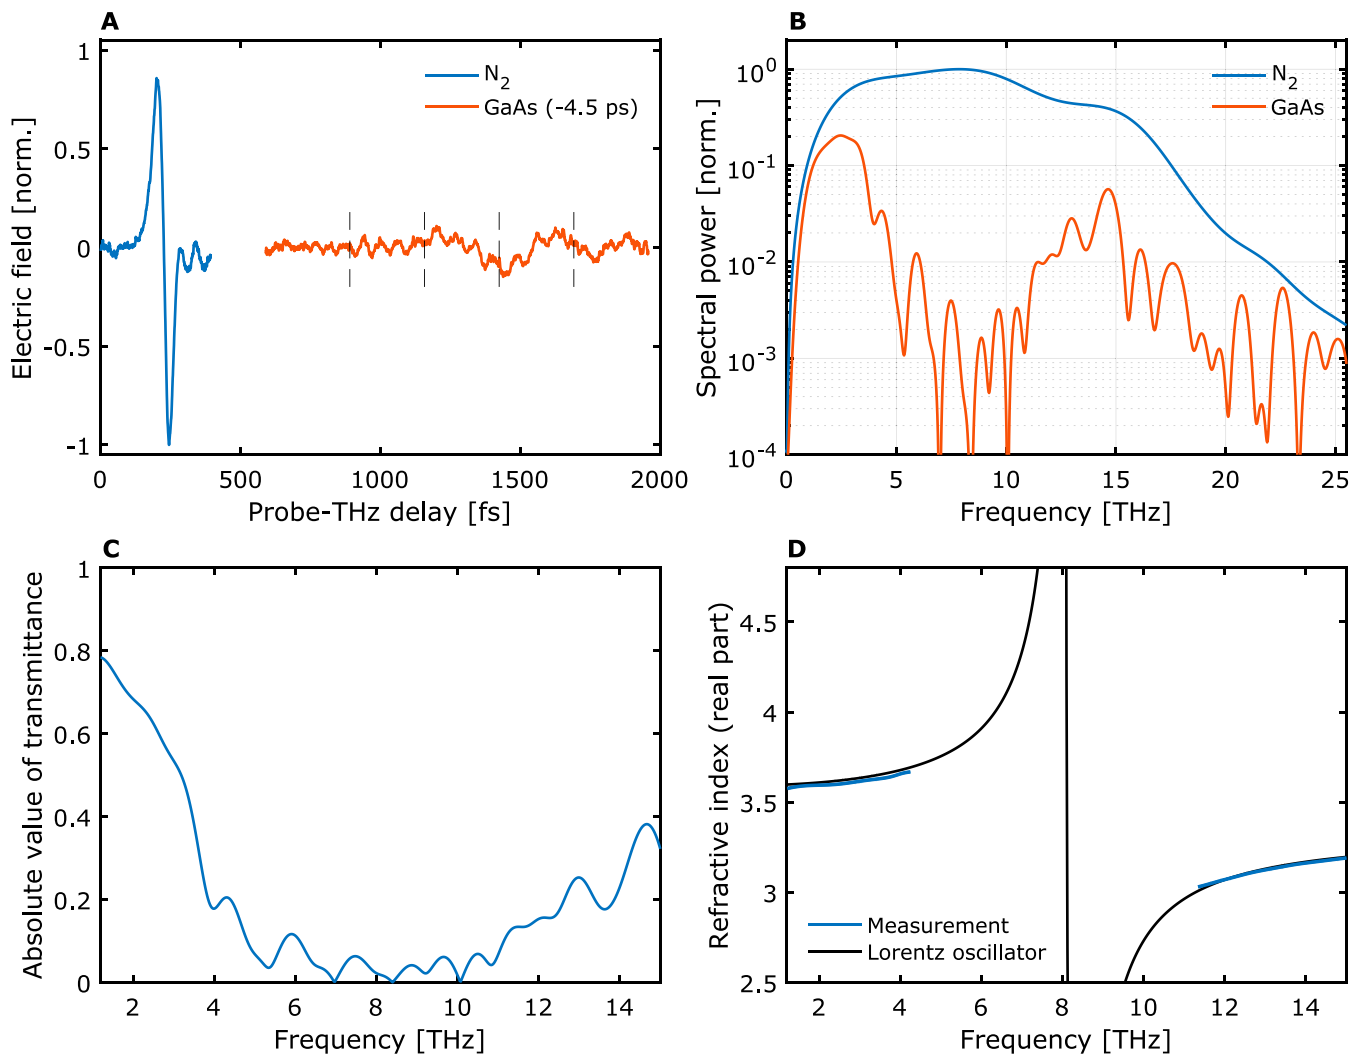 A
Electric field [norm.]
1
0.5
0
-0.5
-1
N2
GaAs (-4.5 ps)
0
500
1000
1500
2000
Probe-THz delay [fs]
B
Spectral power [norm.]
10^0
10^-1
10^-2
10^-3
10^-4
N2
GaAs
0
5
10
15
20
25
Frequency [THz]
C
Absolute value of transmittance
1
0.8
0.6
0.4
0.2
0
2
4
6
8
10
12
14
Frequency [THz]
D
Refractive index (real part)
4.5
4
3.5
3
2.5
Measurement
Lorentz oscillator
2
4
6
8
10
12
14
Frequency [THz]